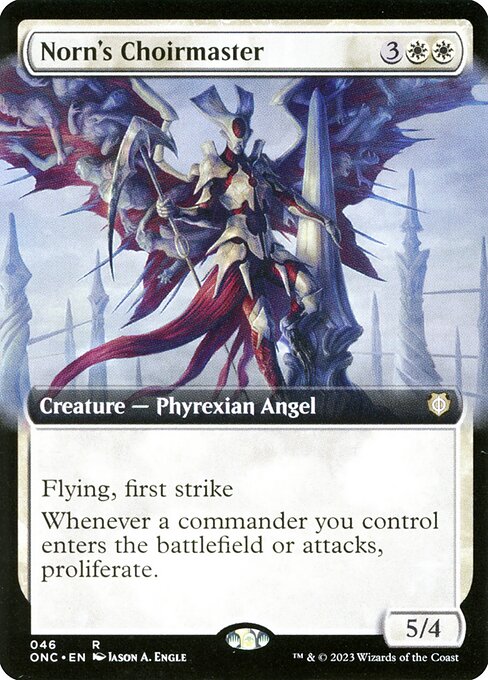 Norn's Choirmaster 3
Creature — Phyrexian Angel
Flying, first strike
Whenever a commander you control
enters the battlefield or attacks,
proliferate.
5/4
046 R
ONC • EN Jason A. Engle
™ & © 2023 Wizards of the Coast